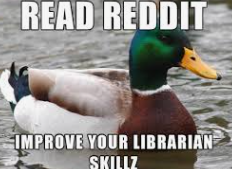 READ REDDIT
IMPROVE YOUR LIBRARIAN
SKILLZ